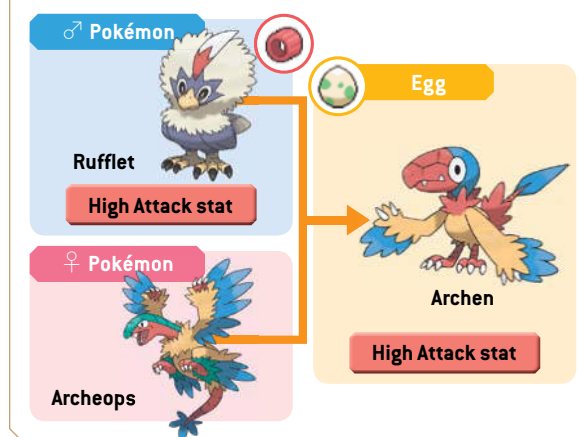 ♂ Pokémon
Rufflet
High Attack stat
♀ Pokémon
Archeops
Egg
Archen
High Attack stat